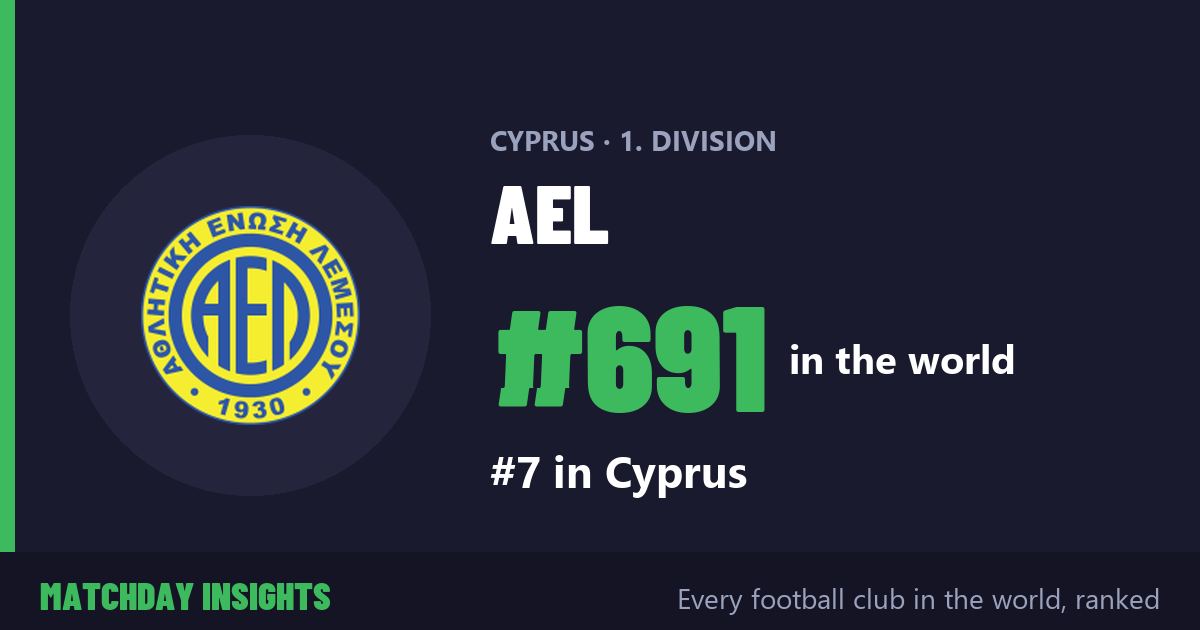 CYPRUS · 1. DIVISION
AEL
ΑΘΛΗΤΙΚΗ ΕΝΩΣΗ ΛΕΜΕΣΟΥ
ΑΕΛ
• 1930 •
#691 in the world
#7 in Cyprus
MATCHDAY INSIGHTS
Every football club in the world, ranked